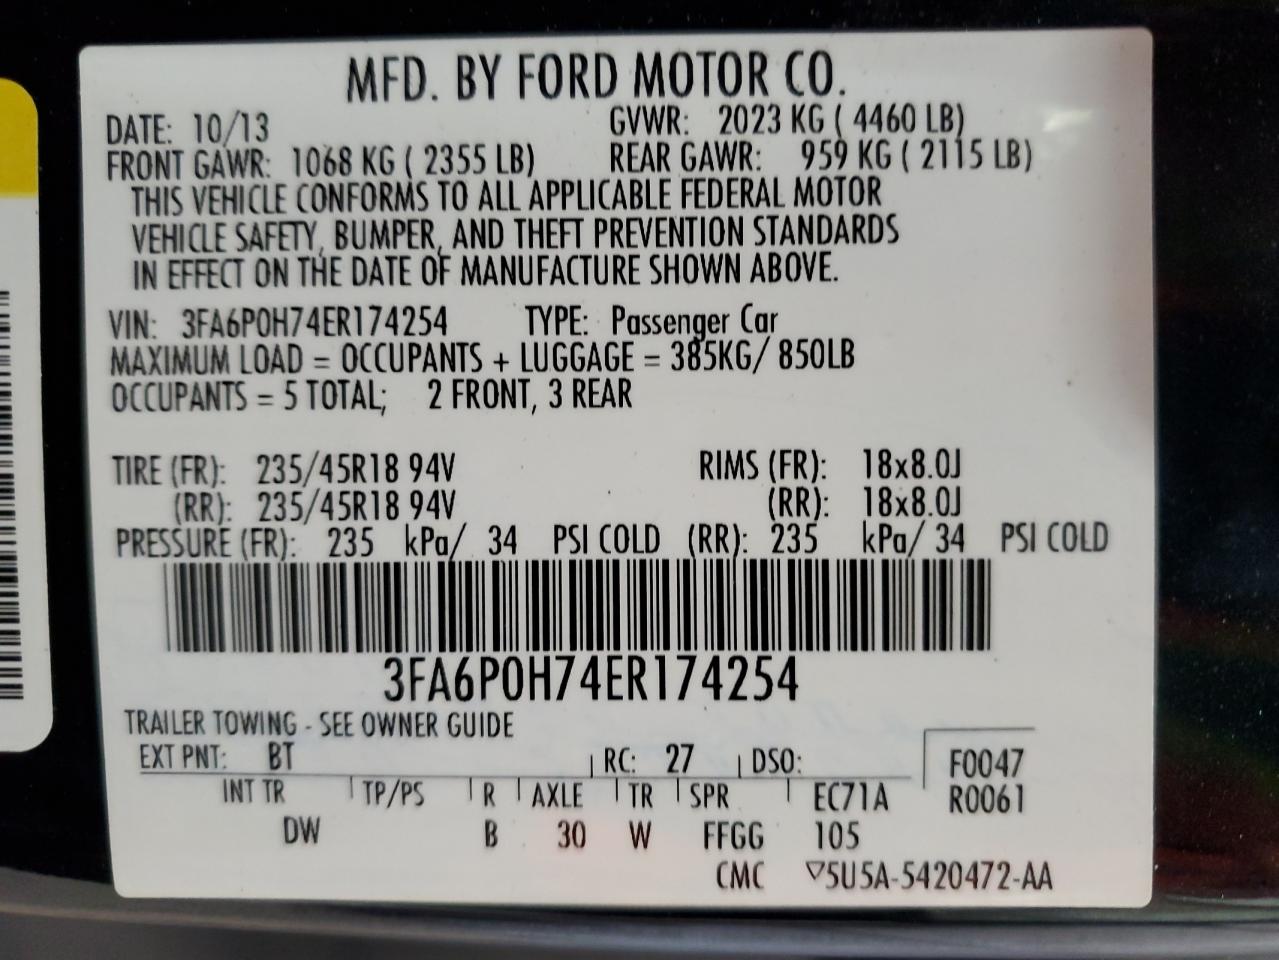 MFD. BY FORD MOTOR CO.
DATE: 10/13 GVWR: 2023 KG ( 4460 LB)
FRONT GAWR: 1068 KG ( 2355 LB) REAR GAWR: 959 KG ( 2115 LB)
THIS VEHICLE CONFORMS TO ALL APPLICABLE FEDERAL MOTOR
VEHICLE SAFETY, BUMPER, AND THEFT PREVENTION STANDARDS
IN EFFECT ON THE DATE OF MANUFACTURE SHOWN ABOVE.
VIN: 3FA6P0H74ER174254 TYPE: Passenger Car
MAXIMUM LOAD = OCCUPANTS + LUGGAGE = 385KG/ 850LB
OCCUPANTS = 5 TOTAL; 2 FRONT, 3 REAR
TIRE (FR): 235/45R18 94V RIMS (FR): 18x8.0J
(RR): 235/45R18 94V (RR): 18x8.0J
PRESSURE (FR): 235 kPa/ 34 PSI COLD (RR): 235 kPa/ 34 PSI COLD
3FA6P0H74ER174254
TRAILER TOWING - SEE OWNER GUIDE
EXT PNT: BT RC: 27 DSO: F0047
INT TR TP/PS R AXLE TR SPR EC71A R0061
DW B 30 W FFGG 105
CMC ▽5U5A-5420472-AA